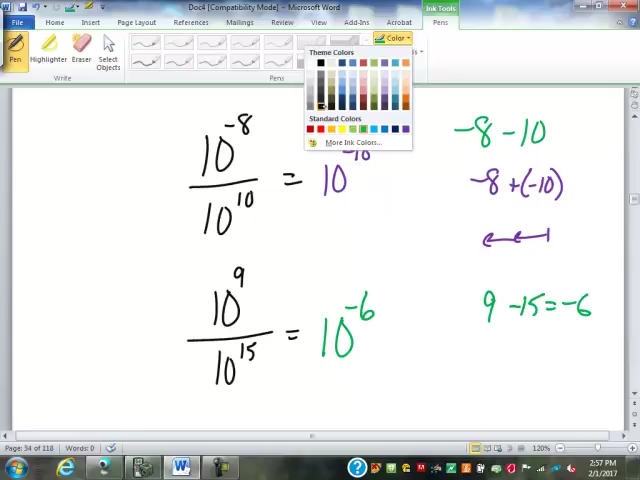 Doc4 [Compatibility Mode] - Microsoft Word
Ink Tools
File Home Insert Page Layout References Mailings Review View Add-Ins Acrobat Pens
Pen Highlighter Eraser Select Objects Color
Write Pens
Theme Colors
Standard Colors
More Ink Colors...
10^-8 / 10^10 =
-8 - 10
-8 + (-10)
10^9 / 10^15 = 10^-6
9 - 15 = -6
Page: 34 of 118 Words: 0 120%
2:57 PM
2/1/2017